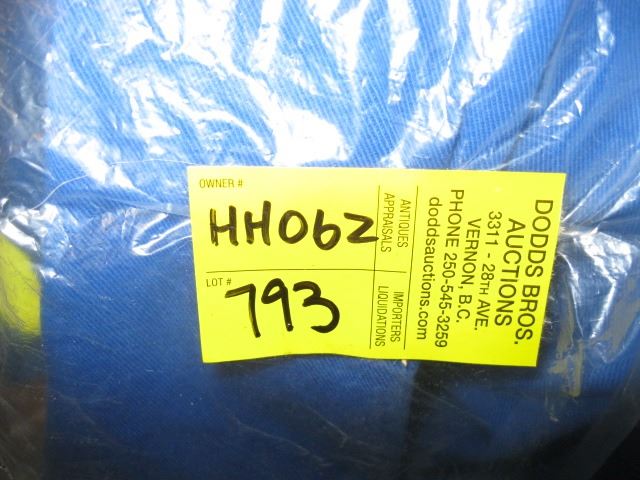 OWNER #
HH062
LOT #
793
ANTIQUES
APPRAISALS
IMPORTERS
LIQUIDATIONS
DODDS BROS.
AUCTIONS
3311 - 28TH AVE.
VERNON, B.C.
PHONE 250-545-3259
doddsauctions.com